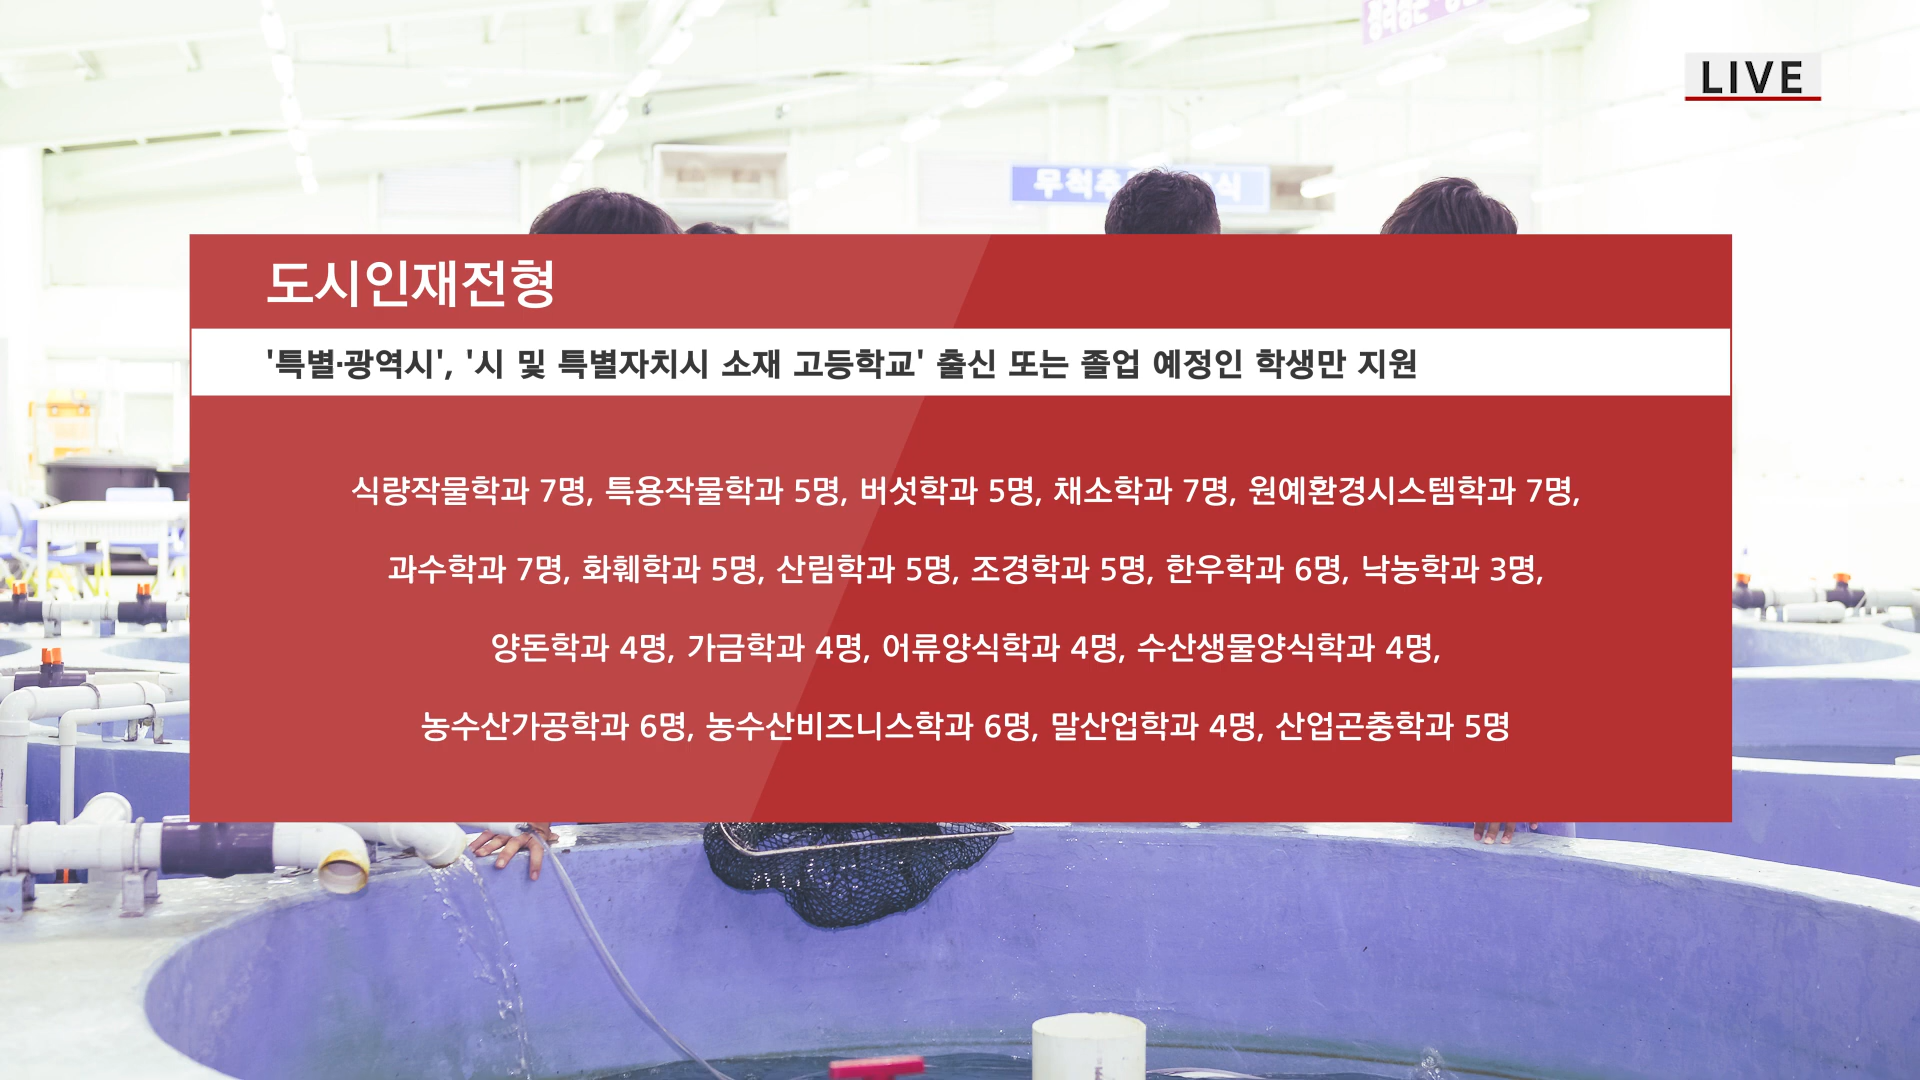 LIVE
도시인재전형
'특별·광역시', '시 및 특별자치시 소재 고등학교' 출신 또는 졸업 예정인 학생만 지원
식량작물학과 7명, 특용작물학과 5명, 버섯학과 5명, 채소학과 7명, 원예환경시스템학과 7명,
과수학과 7명, 화훼학과 5명, 산림학과 5명, 조경학과 5명, 한우학과 6명, 낙농학과 3명,
양돈학과 4명, 가금학과 4명, 어류양식학과 4명, 수산생물양식학과 4명,
농수산가공학과 6명, 농수산비즈니스학과 6명, 말산업학과 4명, 산업곤충학과 5명